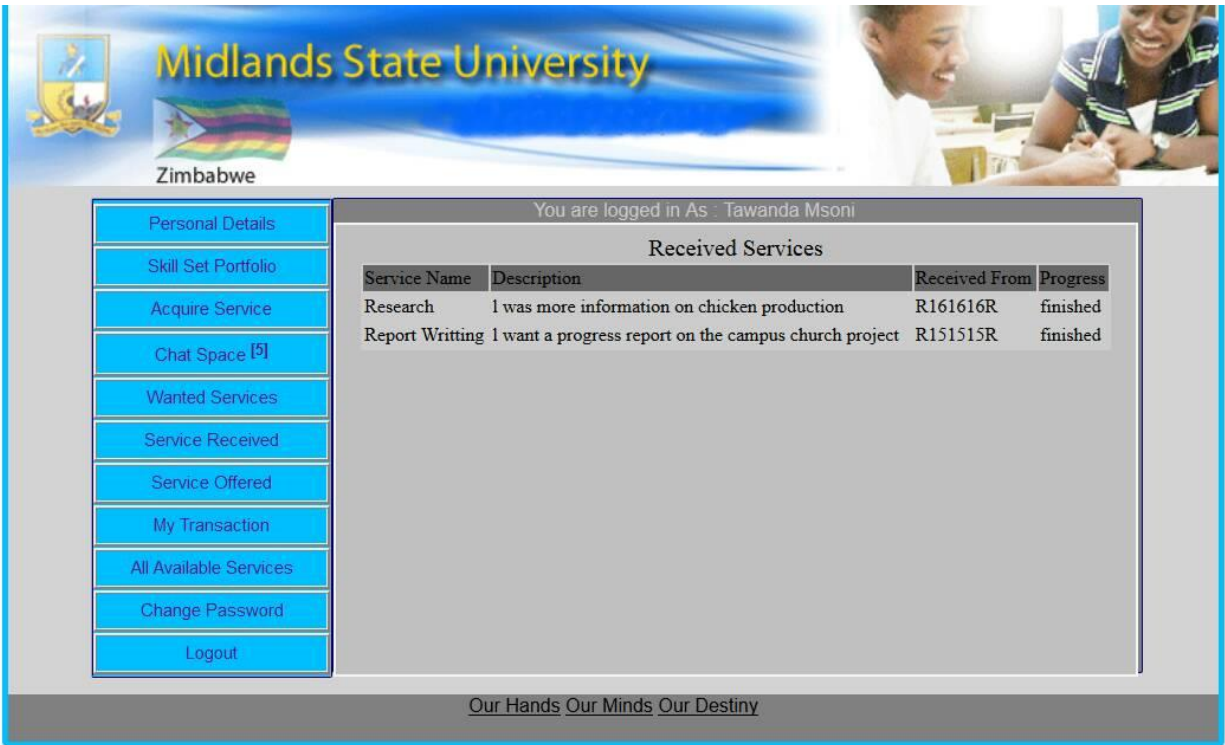 Midlands State University
Zimbabwe
Personal Details
Skill Set Portfolio
Acquire Service
Chat Space [5]
Wanted Services
Service Received
Service Offered
My Transaction
All Available Services
Change Password
Logout
You are logged in As : Tawanda Msoni
Received Services
Service Name Description Received From Progress
Research l was more information on chicken production R161616R finished
Report Writting l want a progress report on the campus church project R151515R finished
Our Hands Our Minds Our Destiny